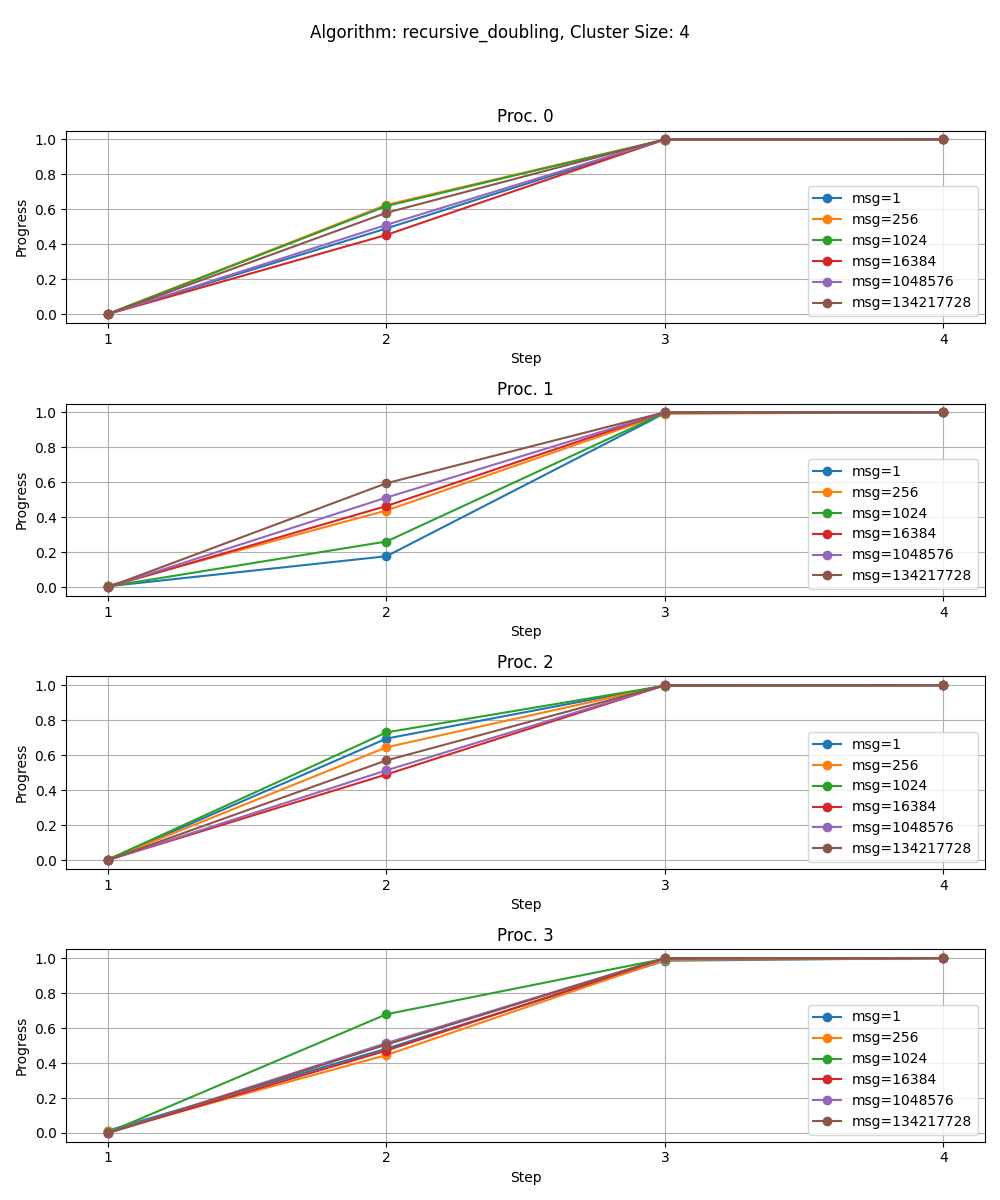 Algorithm: recursive_doubling, Cluster Size: 4
Proc. 0
Progress
1.0
0.8
0.6
0.4
0.2
0.0
msg=1
msg=256
msg=1024
msg=16384
msg=1048576
msg=134217728
1 2 3 4
Step
Proc. 1
Progress
1.0
0.8
0.6
0.4
0.2
0.0
msg=1
msg=256
msg=1024
msg=16384
msg=1048576
msg=134217728
1 2 3 4
Step
Proc. 2
Progress
1.0
0.8
0.6
0.4
0.2
0.0
msg=1
msg=256
msg=1024
msg=16384
msg=1048576
msg=134217728
1 2 3 4
Step
Proc. 3
Progress
1.0
0.8
0.6
0.4
0.2
0.0
msg=1
msg=256
msg=1024
msg=16384
msg=1048576
msg=134217728
1 2 3 4
Step